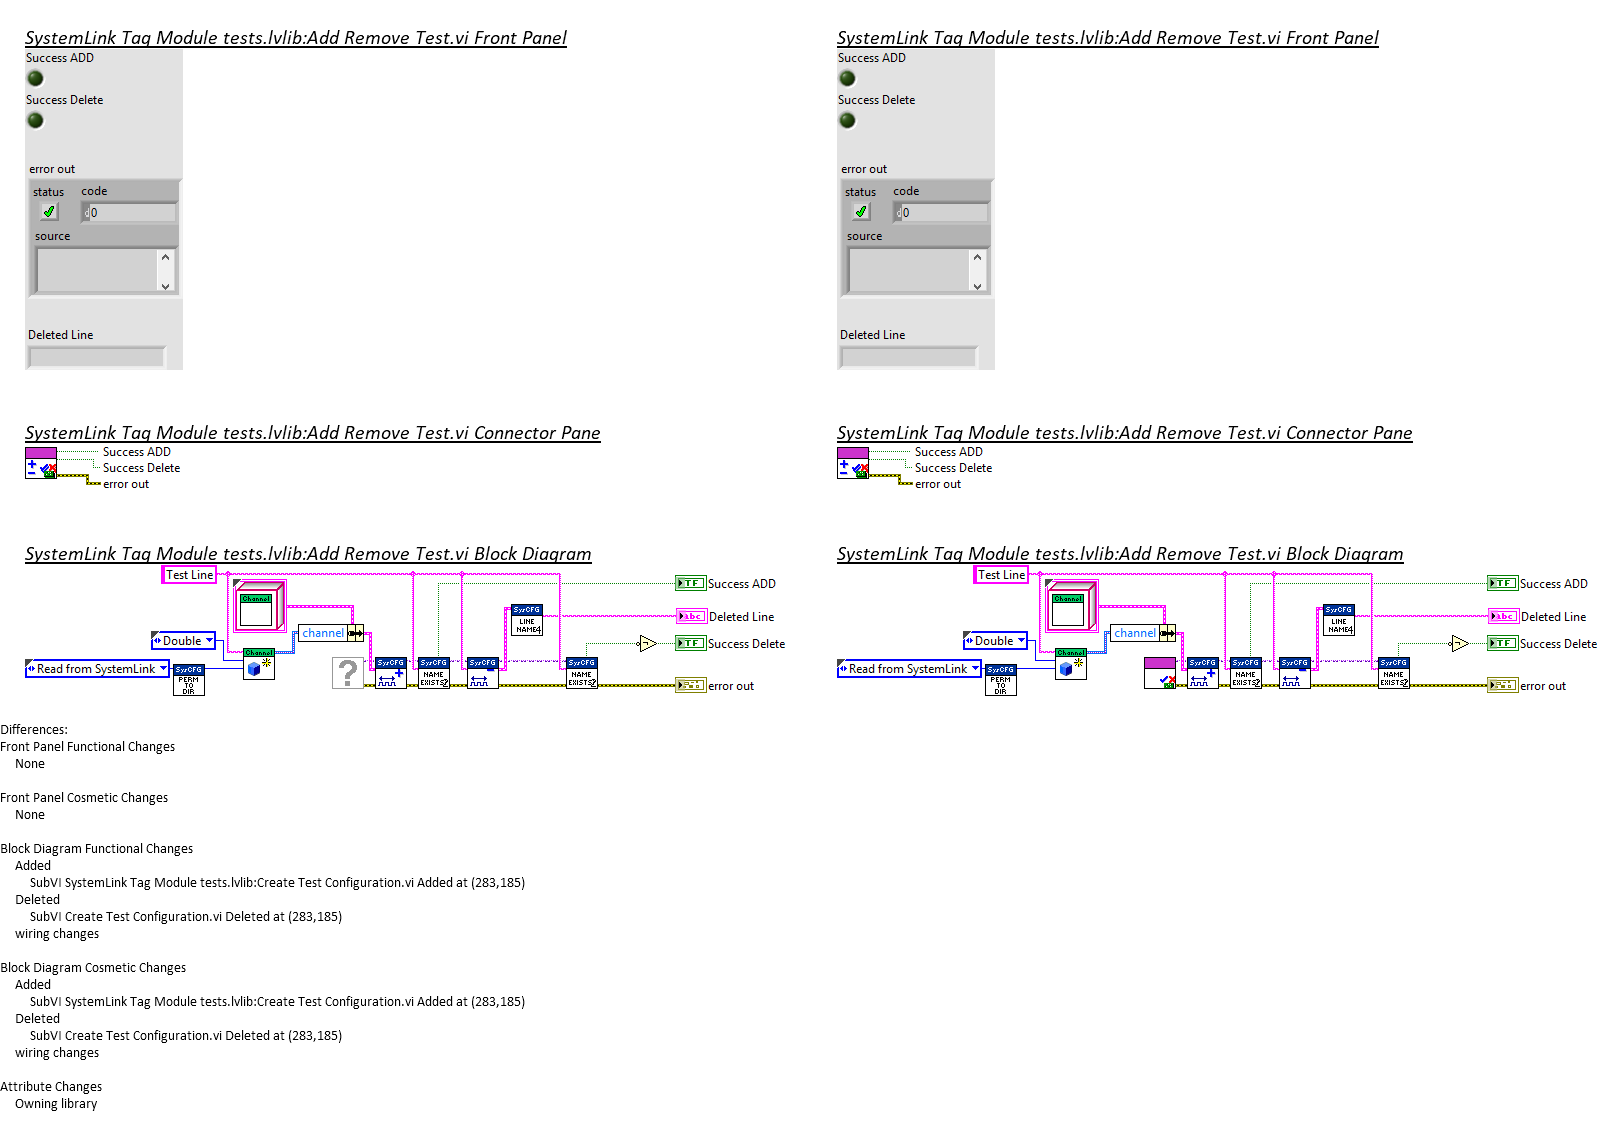 SystemLink Tag Module tests.lvlib:Add Remove Test.vi Front Panel
Success ADD
Success Delete
error out
status code
0
source
Deleted Line
SystemLink Tag Module tests.lvlib:Add Remove Test.vi Connector Pane
Success ADD
Success Delete
error out
SystemLink Tag Module tests.lvlib:Add Remove Test.vi Block Diagram
Test Line
TF Success ADD
Channel
SysCFG
LINE
NAME
abc Deleted Line
channel
Double
TF Success Delete
Channel
Read from SystemLink
SysCFG
PERM
TO
DIR
?
SysCFG
SysCFG
NAME
EXISTS?
SysCFG
SysCFG
NAME
EXISTS?
error out
SystemLink Tag Module tests.lvlib:Add Remove Test.vi Front Panel
Success ADD
Success Delete
error out
status code
0
source
Deleted Line
SystemLink Tag Module tests.lvlib:Add Remove Test.vi Connector Pane
Success ADD
Success Delete
error out
SystemLink Tag Module tests.lvlib:Add Remove Test.vi Block Diagram
Test Line
TF Success ADD
Channel
SysCFG
LINE
NAME
abc Deleted Line
channel
Double
TF Success Delete
Channel
Read from SystemLink
SysCFG
PERM
TO
DIR
SysCFG
SysCFG
NAME
EXISTS?
SysCFG
SysCFG
NAME
EXISTS?
error out
Differences:
Front Panel Functional Changes
None
Front Panel Cosmetic Changes
None
Block Diagram Functional Changes
Added
SubVI SystemLink Tag Module tests.lvlib:Create Test Configuration.vi Added at (283,185)
Deleted
SubVI Create Test Configuration.vi Deleted at (283,185)
wiring changes
Block Diagram Cosmetic Changes
Added
SubVI SystemLink Tag Module tests.lvlib:Create Test Configuration.vi Added at (283,185)
Deleted
SubVI Create Test Configuration.vi Deleted at (283,185)
wiring changes
Attribute Changes
Owning library